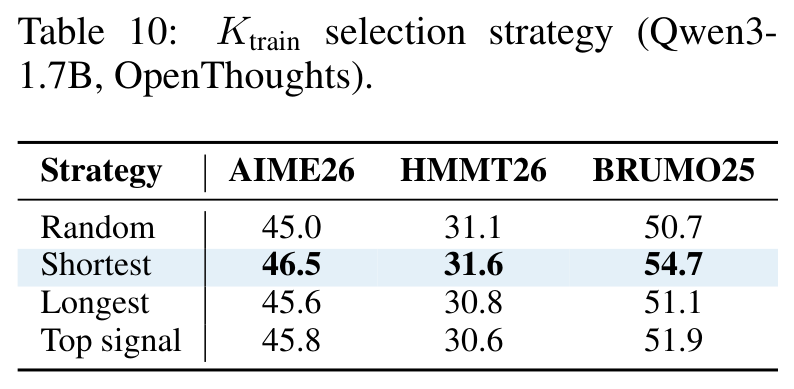 Table 10: K_train selection strategy (Qwen3-
1.7B, OpenThoughts).
Strategy AIME26 HMMT26 BRUMO25
Random 45.0 31.1 50.7
Shortest 46.5 31.6 54.7
Longest 45.6 30.8 51.1
Top signal 45.8 30.6 51.9